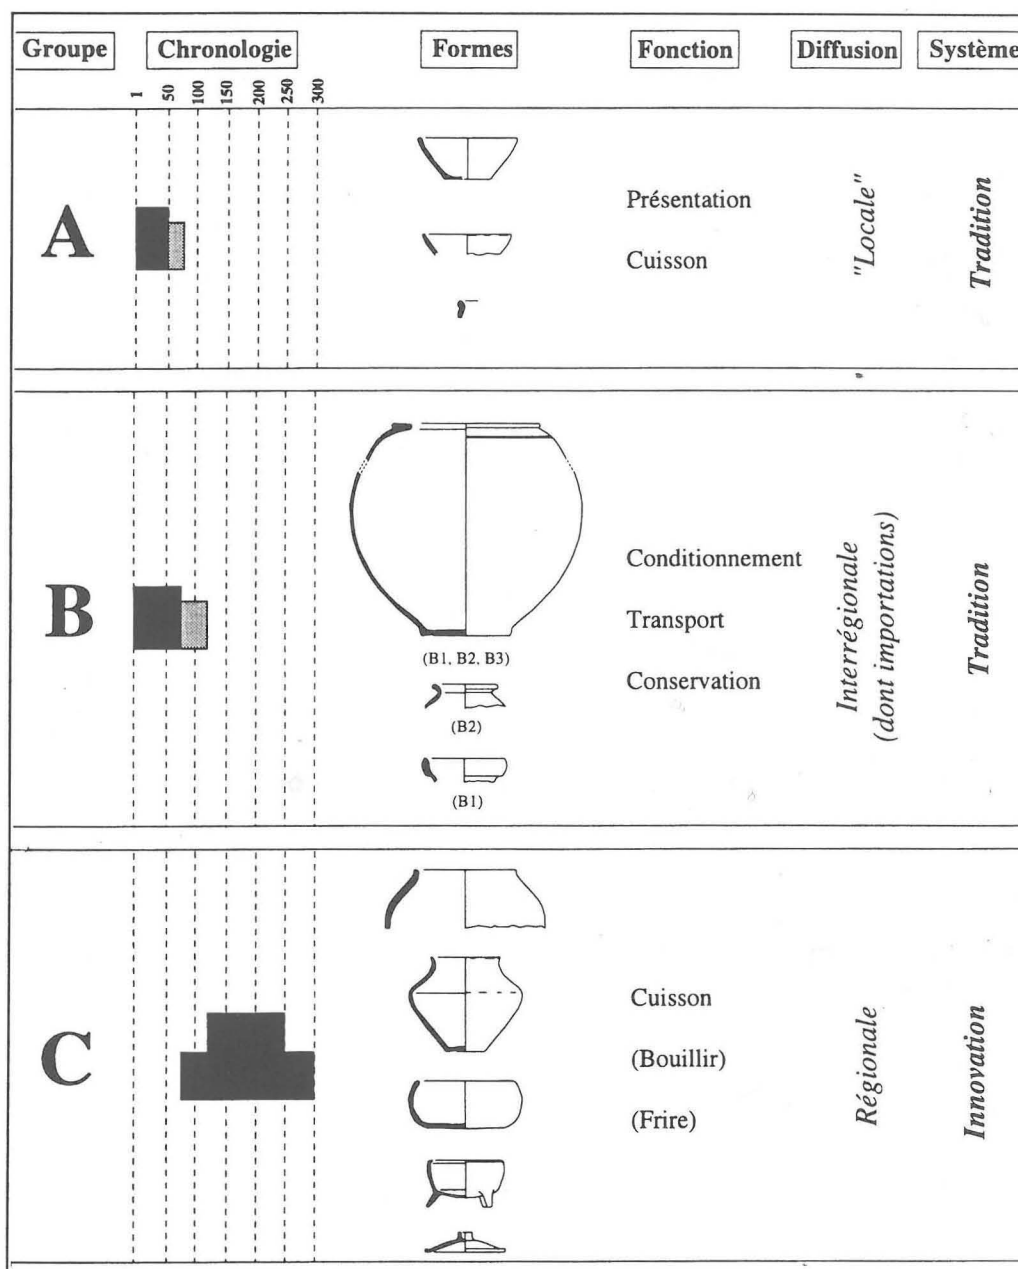 Groupe Chronologie Formes Fonction Diffusion Système
1 50 100 150 200 250 300
A
Présentation
Cuisson
"Locale"
Tradition
B
(B1, B2, B3)
(B2)
(B1)
Conditionnement
Transport
Conservation
Interrégionale
(dont importations)
Tradition
C
Cuisson
(Bouillir)
(Frire)
Régionale
Innovation